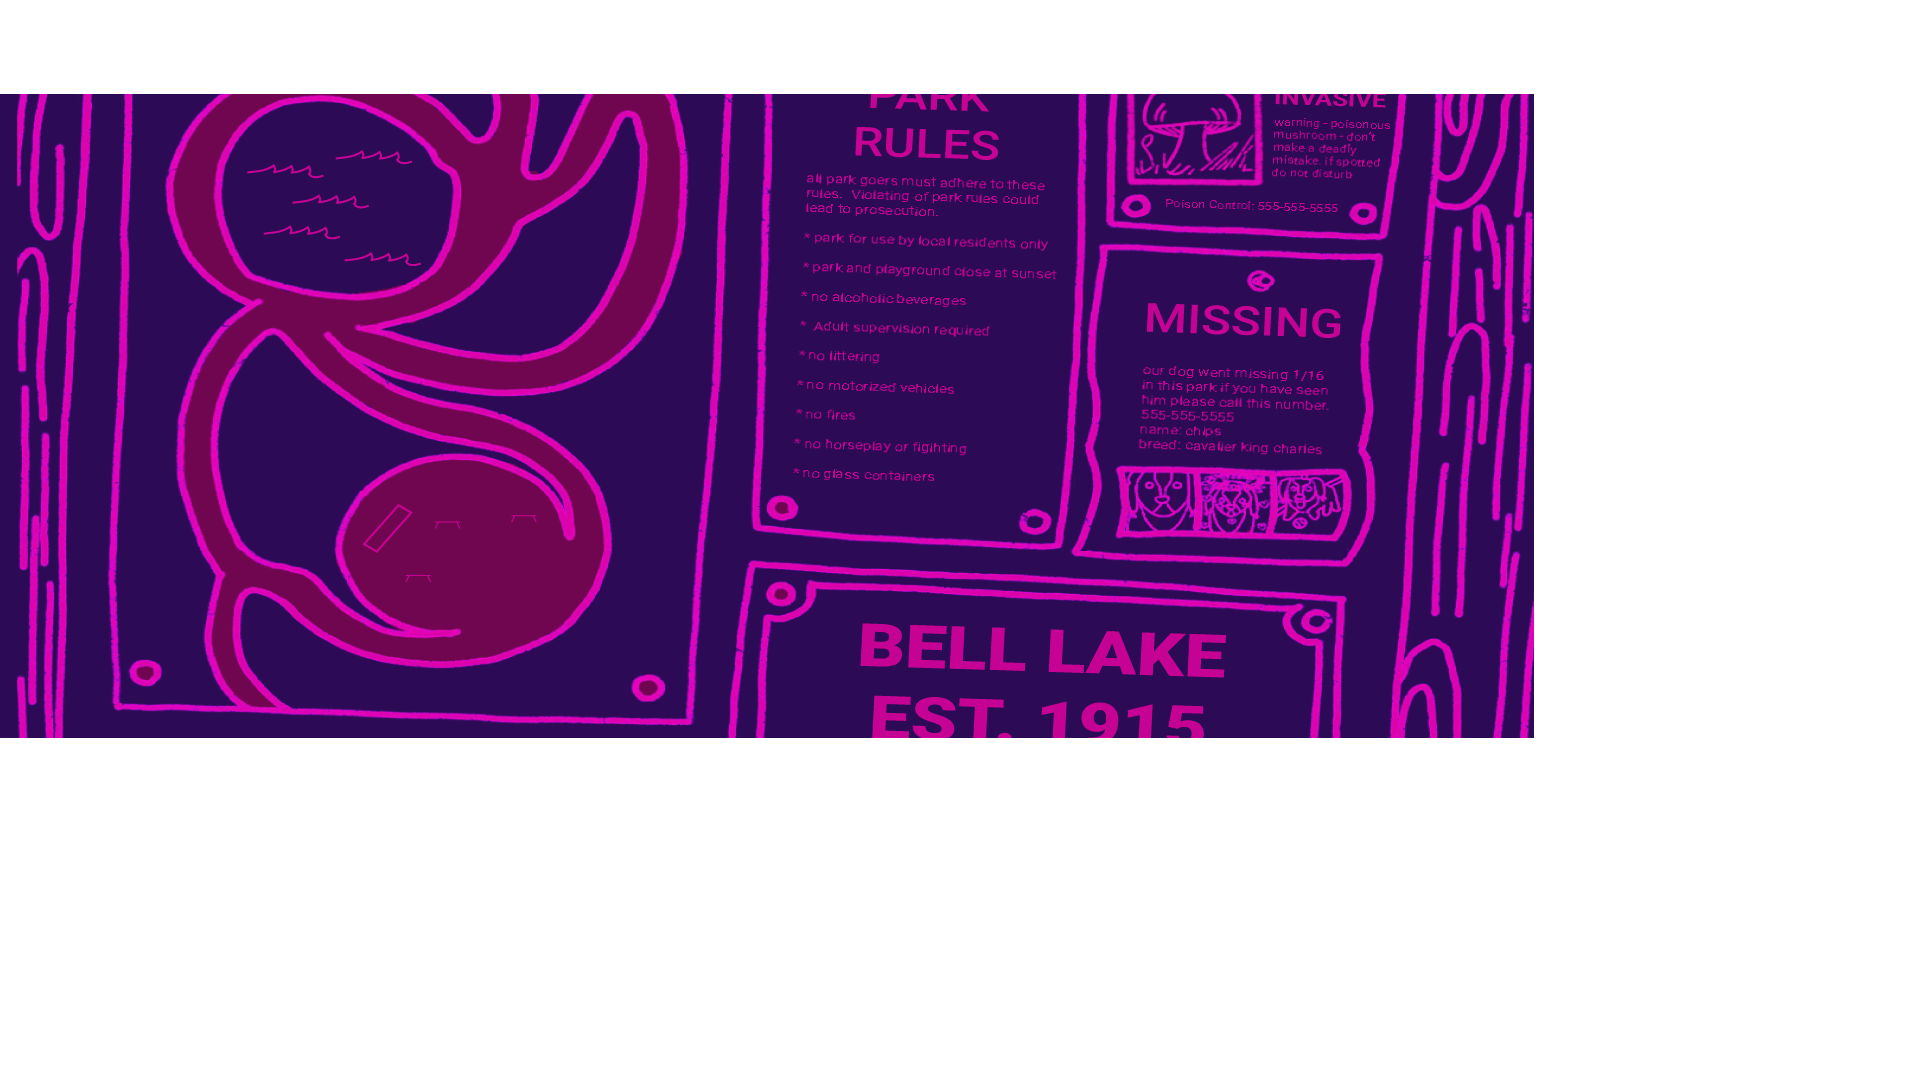 PARK
RULES
all park goers must adhere to these
rules. Violating of park rules could
lead to prosecution.
* park for use by local residents only
* park and playground close at sunset
* no alcoholic beverages
* Adult supervision required
* no littering
* no motorized vehicles
* no fires
* no horseplay or figihting
* no glass containers
INVASIVE
warning - poisonous
mushroom - don't
make a deadly
mistake. if spotted
do not disturb
Poison Control: 555-555-5555
MISSING
our dog went missing 1/16
in this park if you have seen
him please call this number.
555-555-5555
name: chips
breed: cavalier king charles
BELL LAKE
EST. 1915